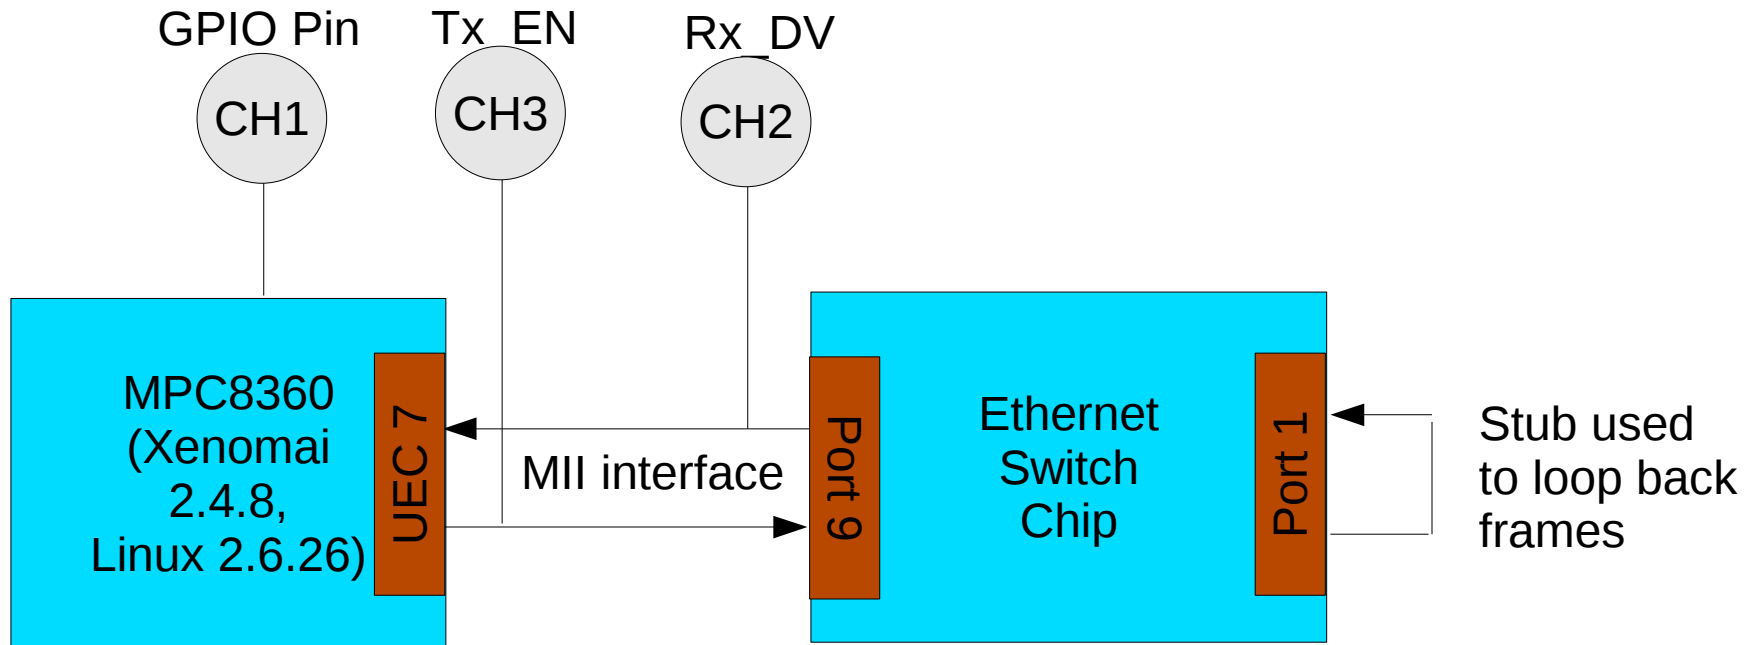 GPIO Pin
Tx_EN
Rx_DV
CH1
CH3
CH2
MPC8360
(Xenomai
2.4.8,
Linux 2.6.26)
UEC 7
MII interface
Port 9
Ethernet
Switch
Chip
Port 1
Stub used
to loop back
frames